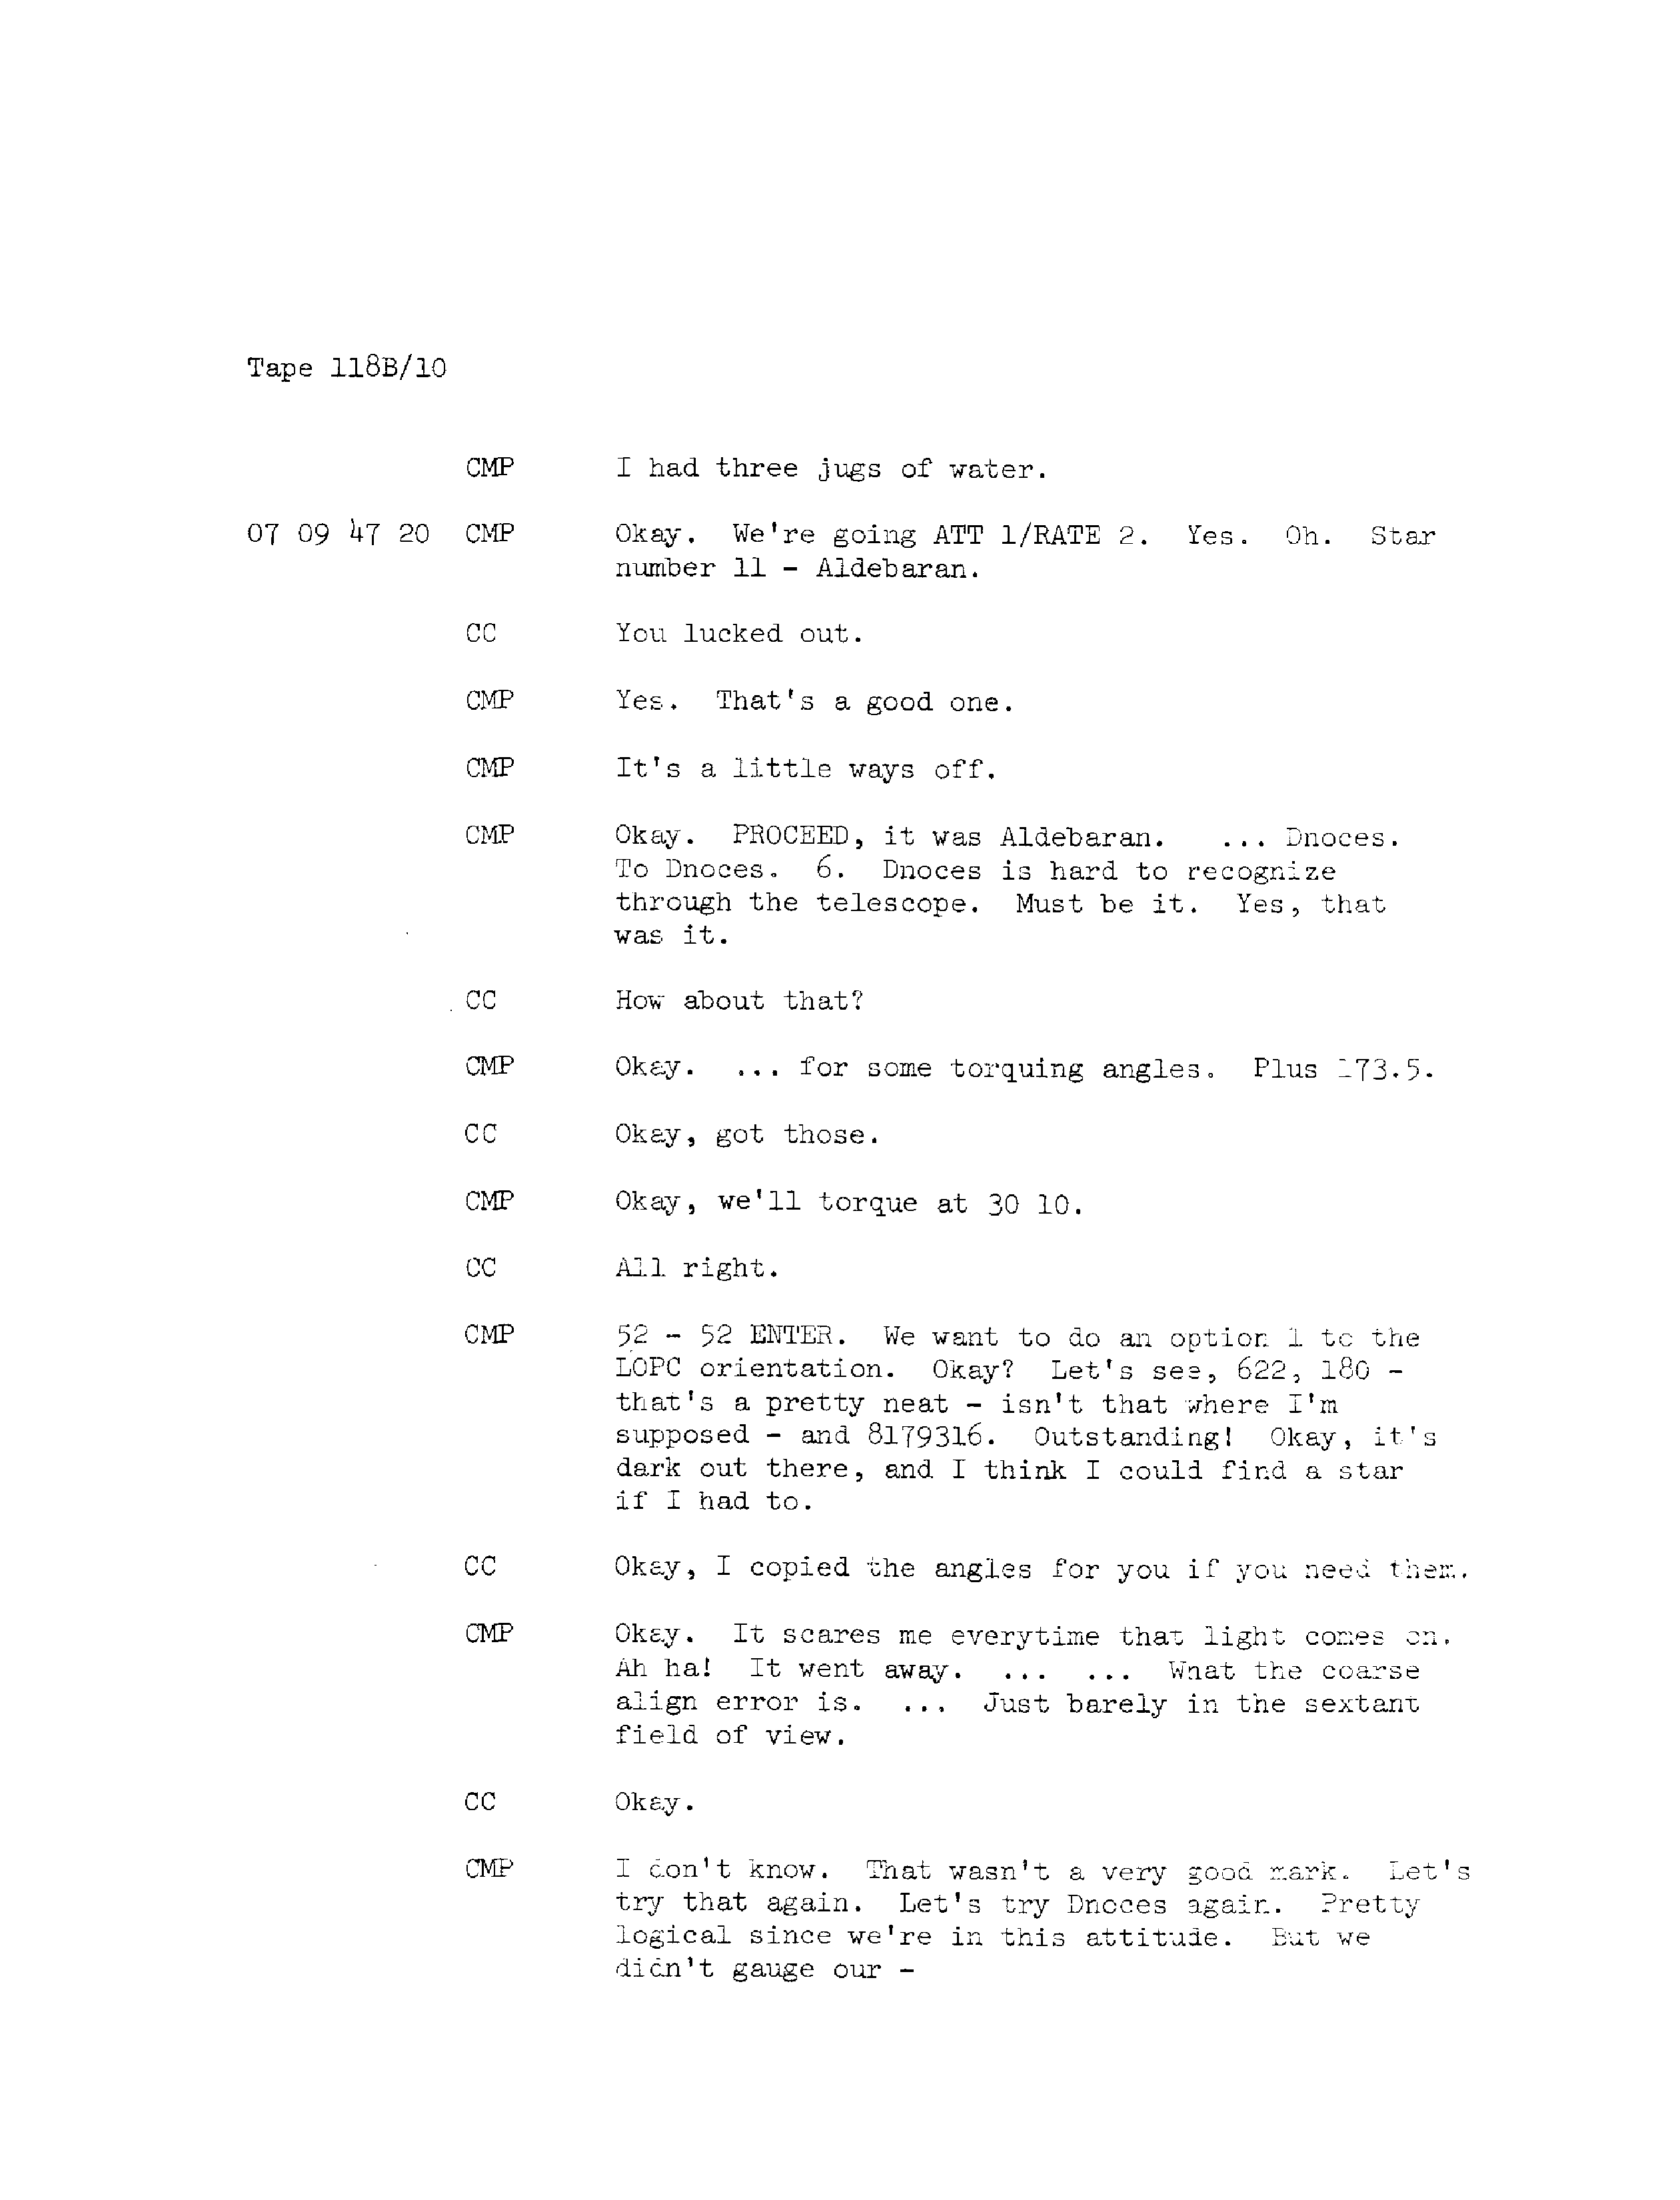 Tape 118B/10
CMP I had three jugs of water.
07 09 47 20 CMP Okay. We're going ATT 1/RATE 2. Yes. Oh. Star
number 11 - Aldebaran.
CC You lucked out.
CMP Yes. That's a good one.
CMP It's a little ways off.
CMP Okay. PROCEED, it was Aldebaran. ... Dnoces.
To Dnoces. 6. Dnoces is hard to recognize
through the telescope. Must be it. Yes, that
was it.
CC How about that?
CMP Okay. ... for some torquing angles. Plus 173.5.
CC Okay, got those.
CMP Okay, we'll torque at 30 10.
CC All right.
CMP 52 - 52 ENTER. We want to do an option 1 to the
LOPC orientation. Okay? Let's see, 622, 180 -
that's a pretty neat - isn't that where I'm
supposed - and 8179316. Outstanding! Okay, it's
dark out there, and I think I could find a star
if I had to.
CC Okay, I copied the angles for you if you need them.
CMP Okay. It scares me everytime that light comes on.
Ah ha! It went away. ... ... What the coarse
align error is. ... Just barely in the sextant
field of view.
CC Okay.
CMP I don't know. That wasn't a very good mark. Let's
try that again. Let's try Dnoces again. Pretty
logical since we're in this attitude. But we
didn't gauge our -